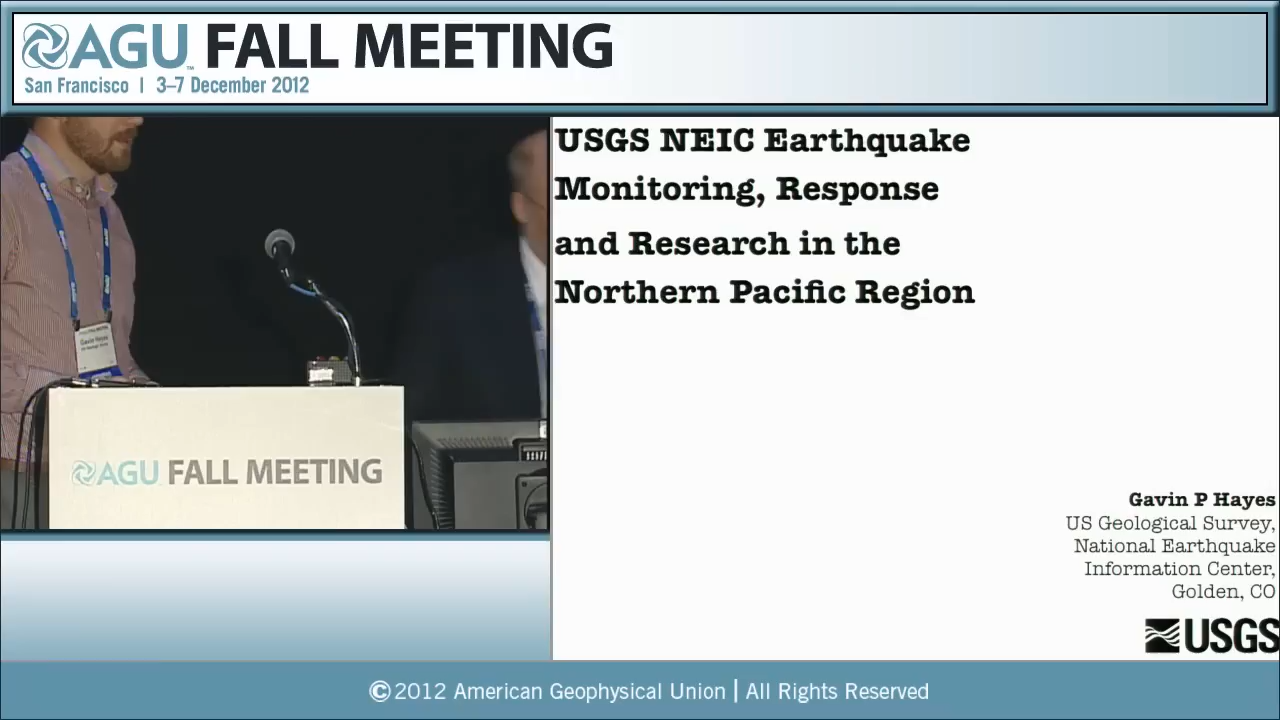 AGU FALL MEETING
San Francisco | 3–7 December 2012
USGS NEIC Earthquake
Monitoring, Response
and Research in the
Northern Pacific Region
Gavin Hayes
AGU FALL MEETING
Gavin P Hayes
US Geological Survey,
National Earthquake
Information Center,
Golden, CO
USGS
©2012 American Geophysical Union | All Rights Reserved